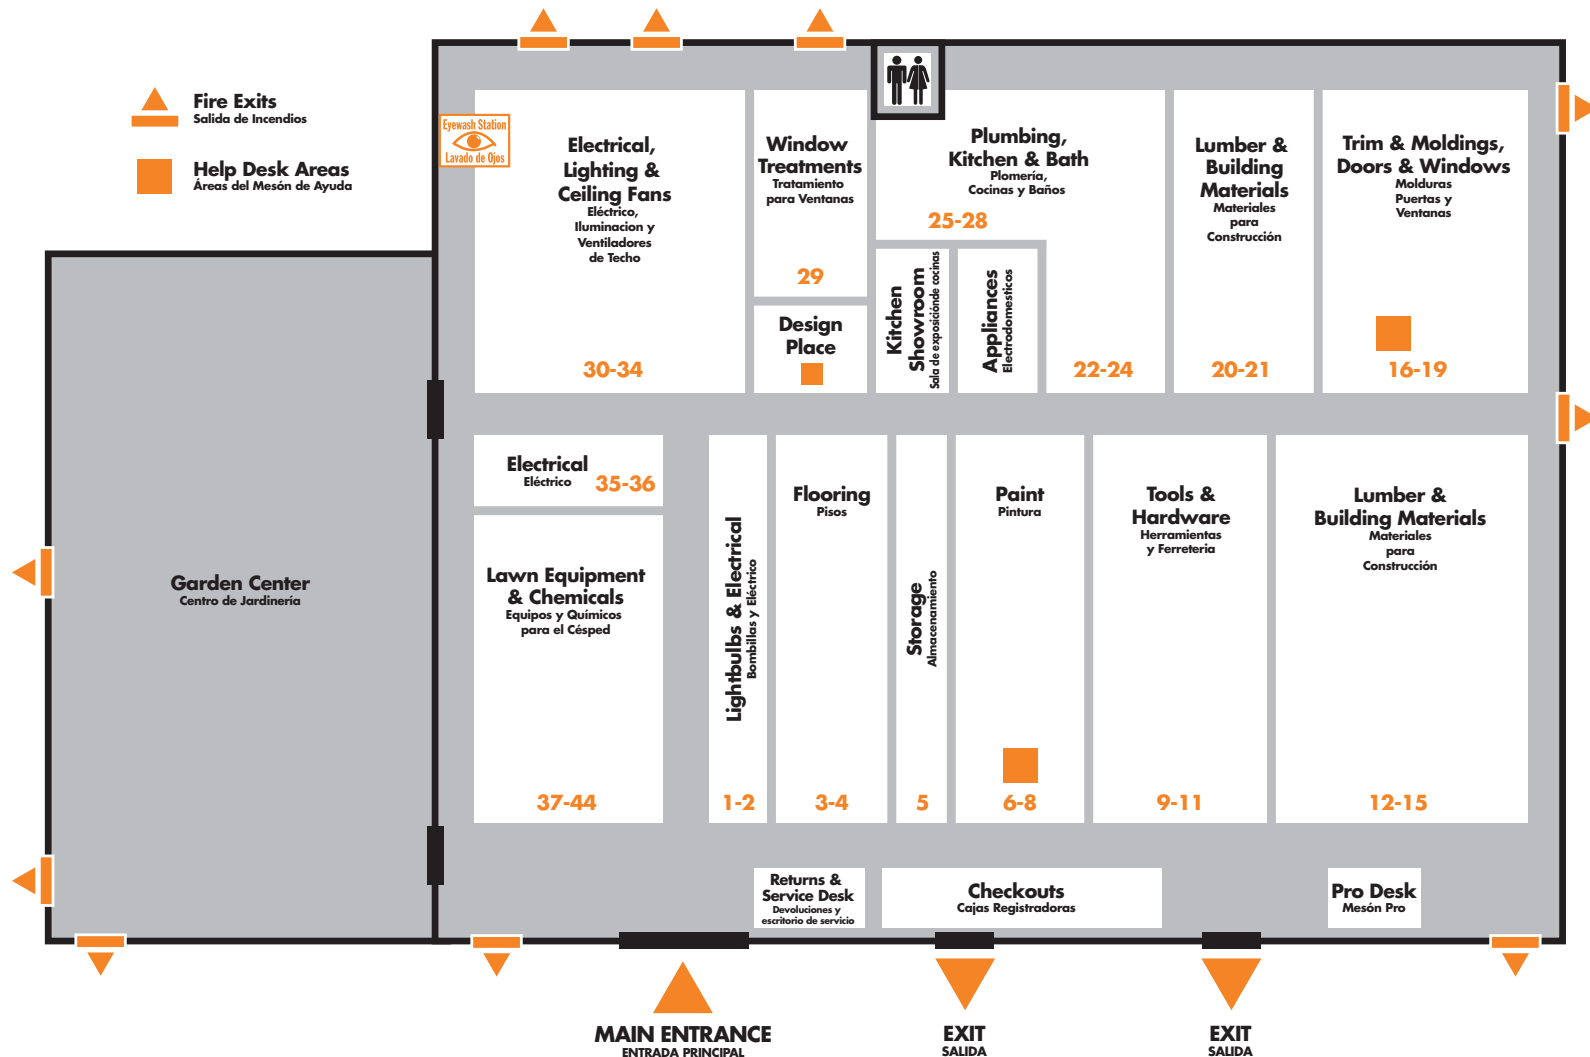 Fire Exits
Salida de Incendios
Help Desk Areas
Áreas del Mesón de Ayuda
Eyewash Station
Lavado de Ojos
Electrical,
Lighting &
Ceiling Fans
Eléctrico,
Iluminacion y
Ventiladores
de Techo
30-34
Window
Treatments
Tratamiento
para Ventanas
29
Design
Place
Plumbing,
Kitchen & Bath
Plomería,
Cocinas y Baños
25-28
Kitchen
Showroom
Sala de exposiciónde cocinas
Appliances
Electrodomesticos
22-24
Lumber &
Building
Materials
Materiales
para
Construcción
20-21
Trim & Moldings,
Doors & Windows
Molduras
Puertas y
Ventanas
16-19
Garden Center
Centro de Jardinería
Electrical
Eléctrico
35-36
Lawn Equipment
& Chemicals
Equipos y Químicos
para el Césped
37-44
Lightbulbs & Electrical
Bombillas y Eléctrico
1-2
Flooring
Pisos
3-4
Storage
Almacenamiento
5
Paint
Pintura
6-8
Tools &
Hardware
Herramientas
y Ferreteria
9-11
Lumber &
Building Materials
Materiales
para
Construcción
12-15
Returns &
Service Desk
Devoluciones y
escritorio de servicio
Checkouts
Cajas Registradoras
Pro Desk
Mesón Pro
MAIN ENTRANCE
ENTRADA PRINCIPAL
EXIT
SALIDA
EXIT
SALIDA